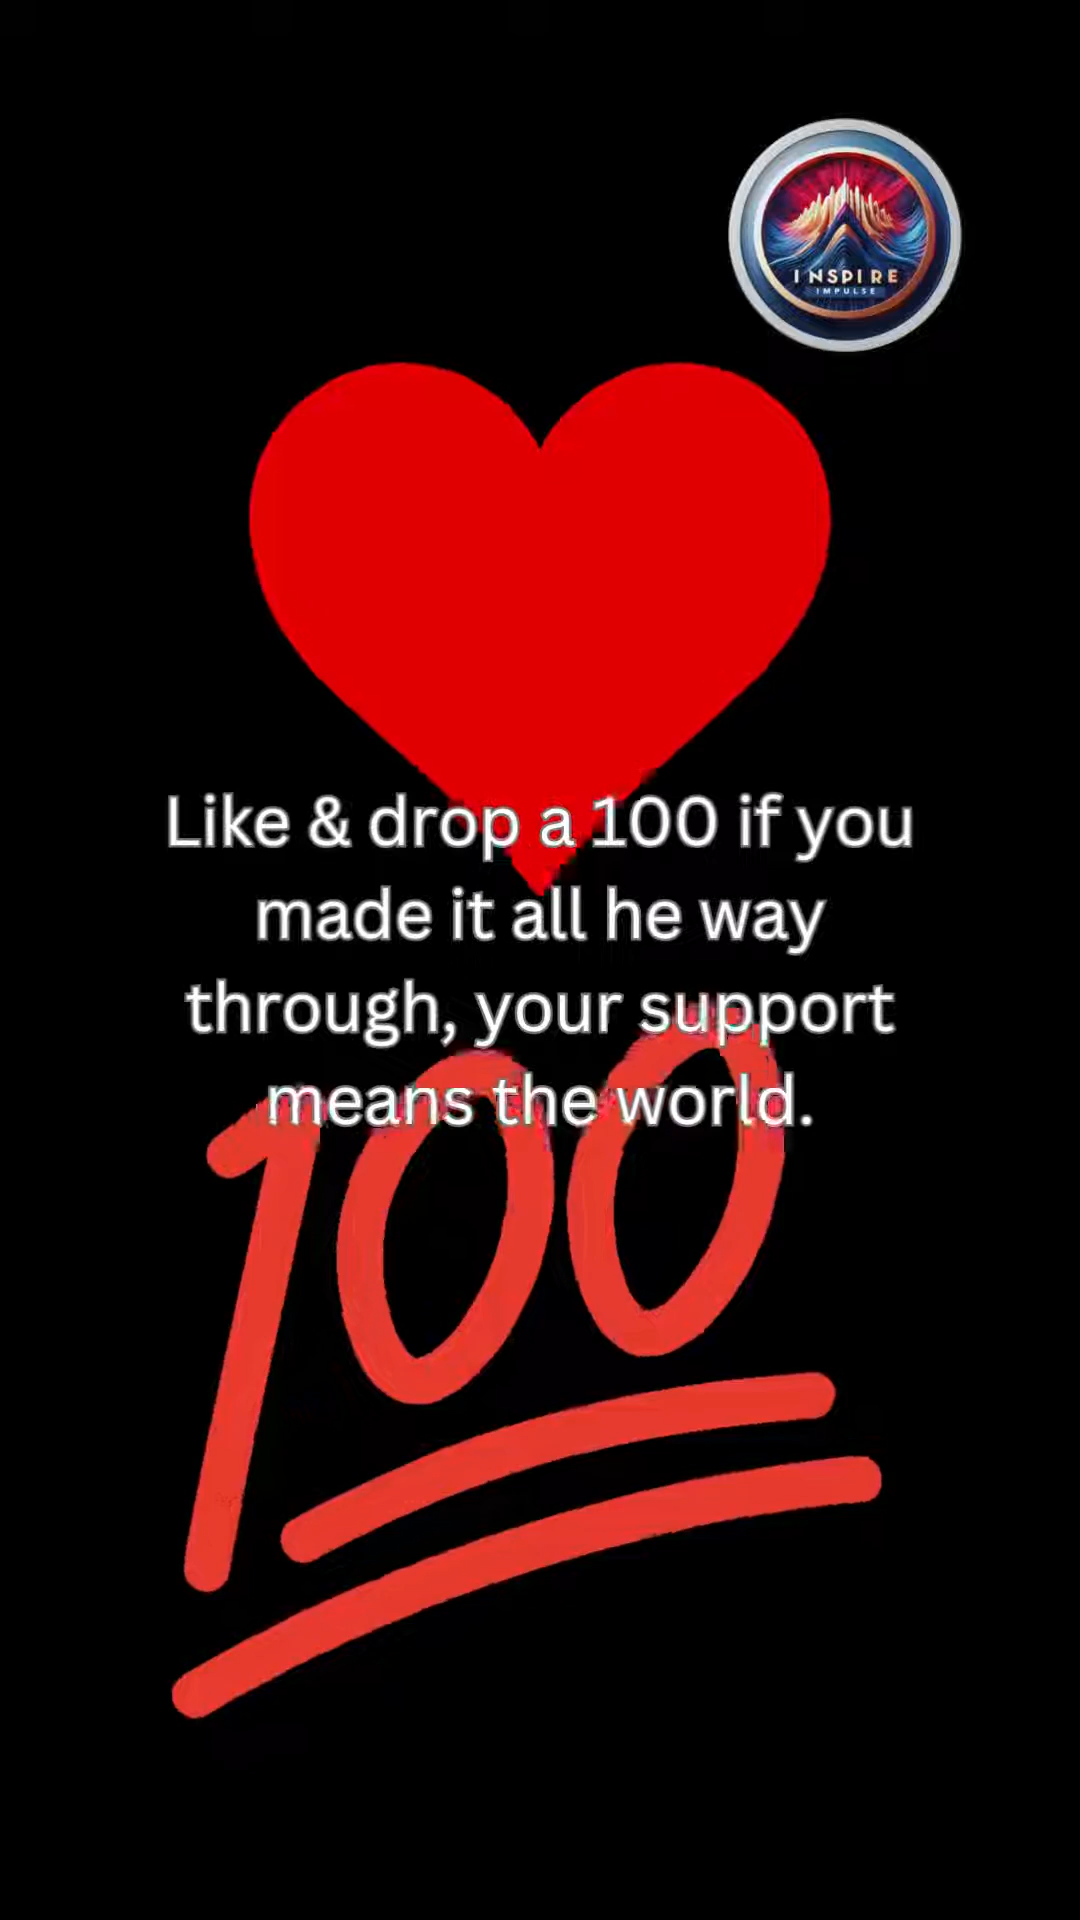 INSPIRE
IMPULSE
Like & drop a 100 if you
made it all he way
through, your support
means the world.
100